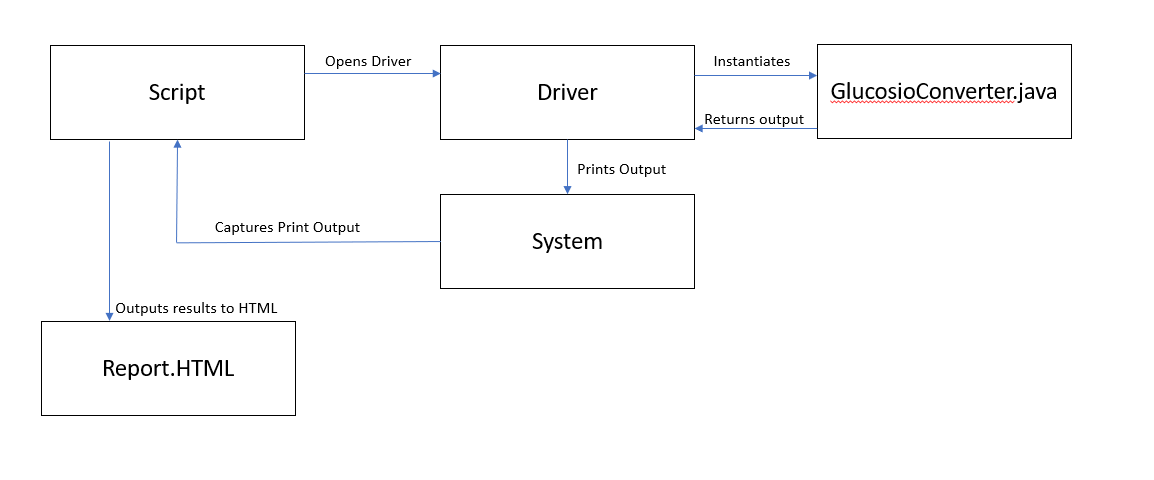 Script
Opens Driver
Driver
Instantiates
GlucosioConverter.java
Returns output
Prints Output
System
Captures Print Output
Outputs results to HTML
Report.HTML